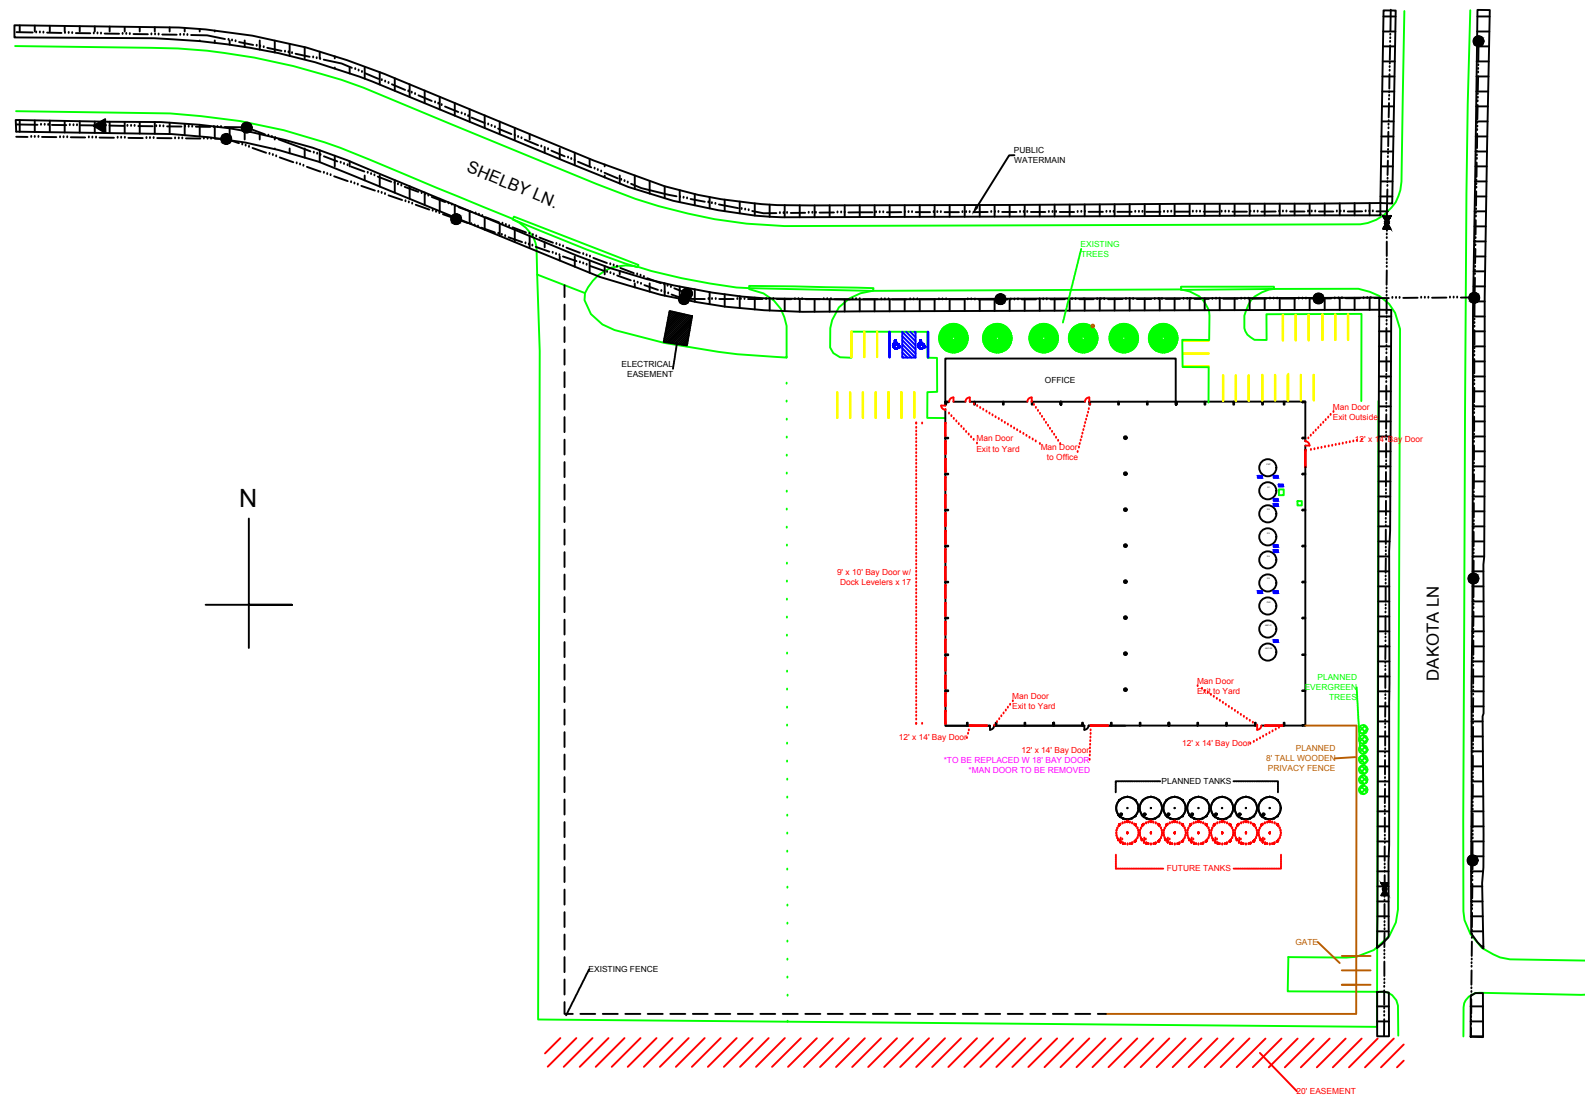 PUBLIC
WATERMAIN
SHELBY LN.
EXISTING
TREES
ELECTRICAL
EASEMENT
OFFICE
Man Door
Exit Outside
12' x 14' Bay Door
Man Door
Exit to Yard
Man Door
to Office
N
9' x 10' Bay Door w/
Dock Levelers x 17
DAKOTA LN
PLANNED
EVERGREEN
TREES
Man Door
Exit to Yard
Man Door
Exit to Yard
12' x 14' Bay Door
12' x 14' Bay Door
*TO BE REPLACED W 18' BAY DOOR
*MAN DOOR TO BE REMOVED
12' x 14' Bay Door
PLANNED
8' TALL WOODEN
PRIVACY FENCE
PLANNED TANKS
FUTURE TANKS
GATE
EXISTING FENCE
20' EASEMENT